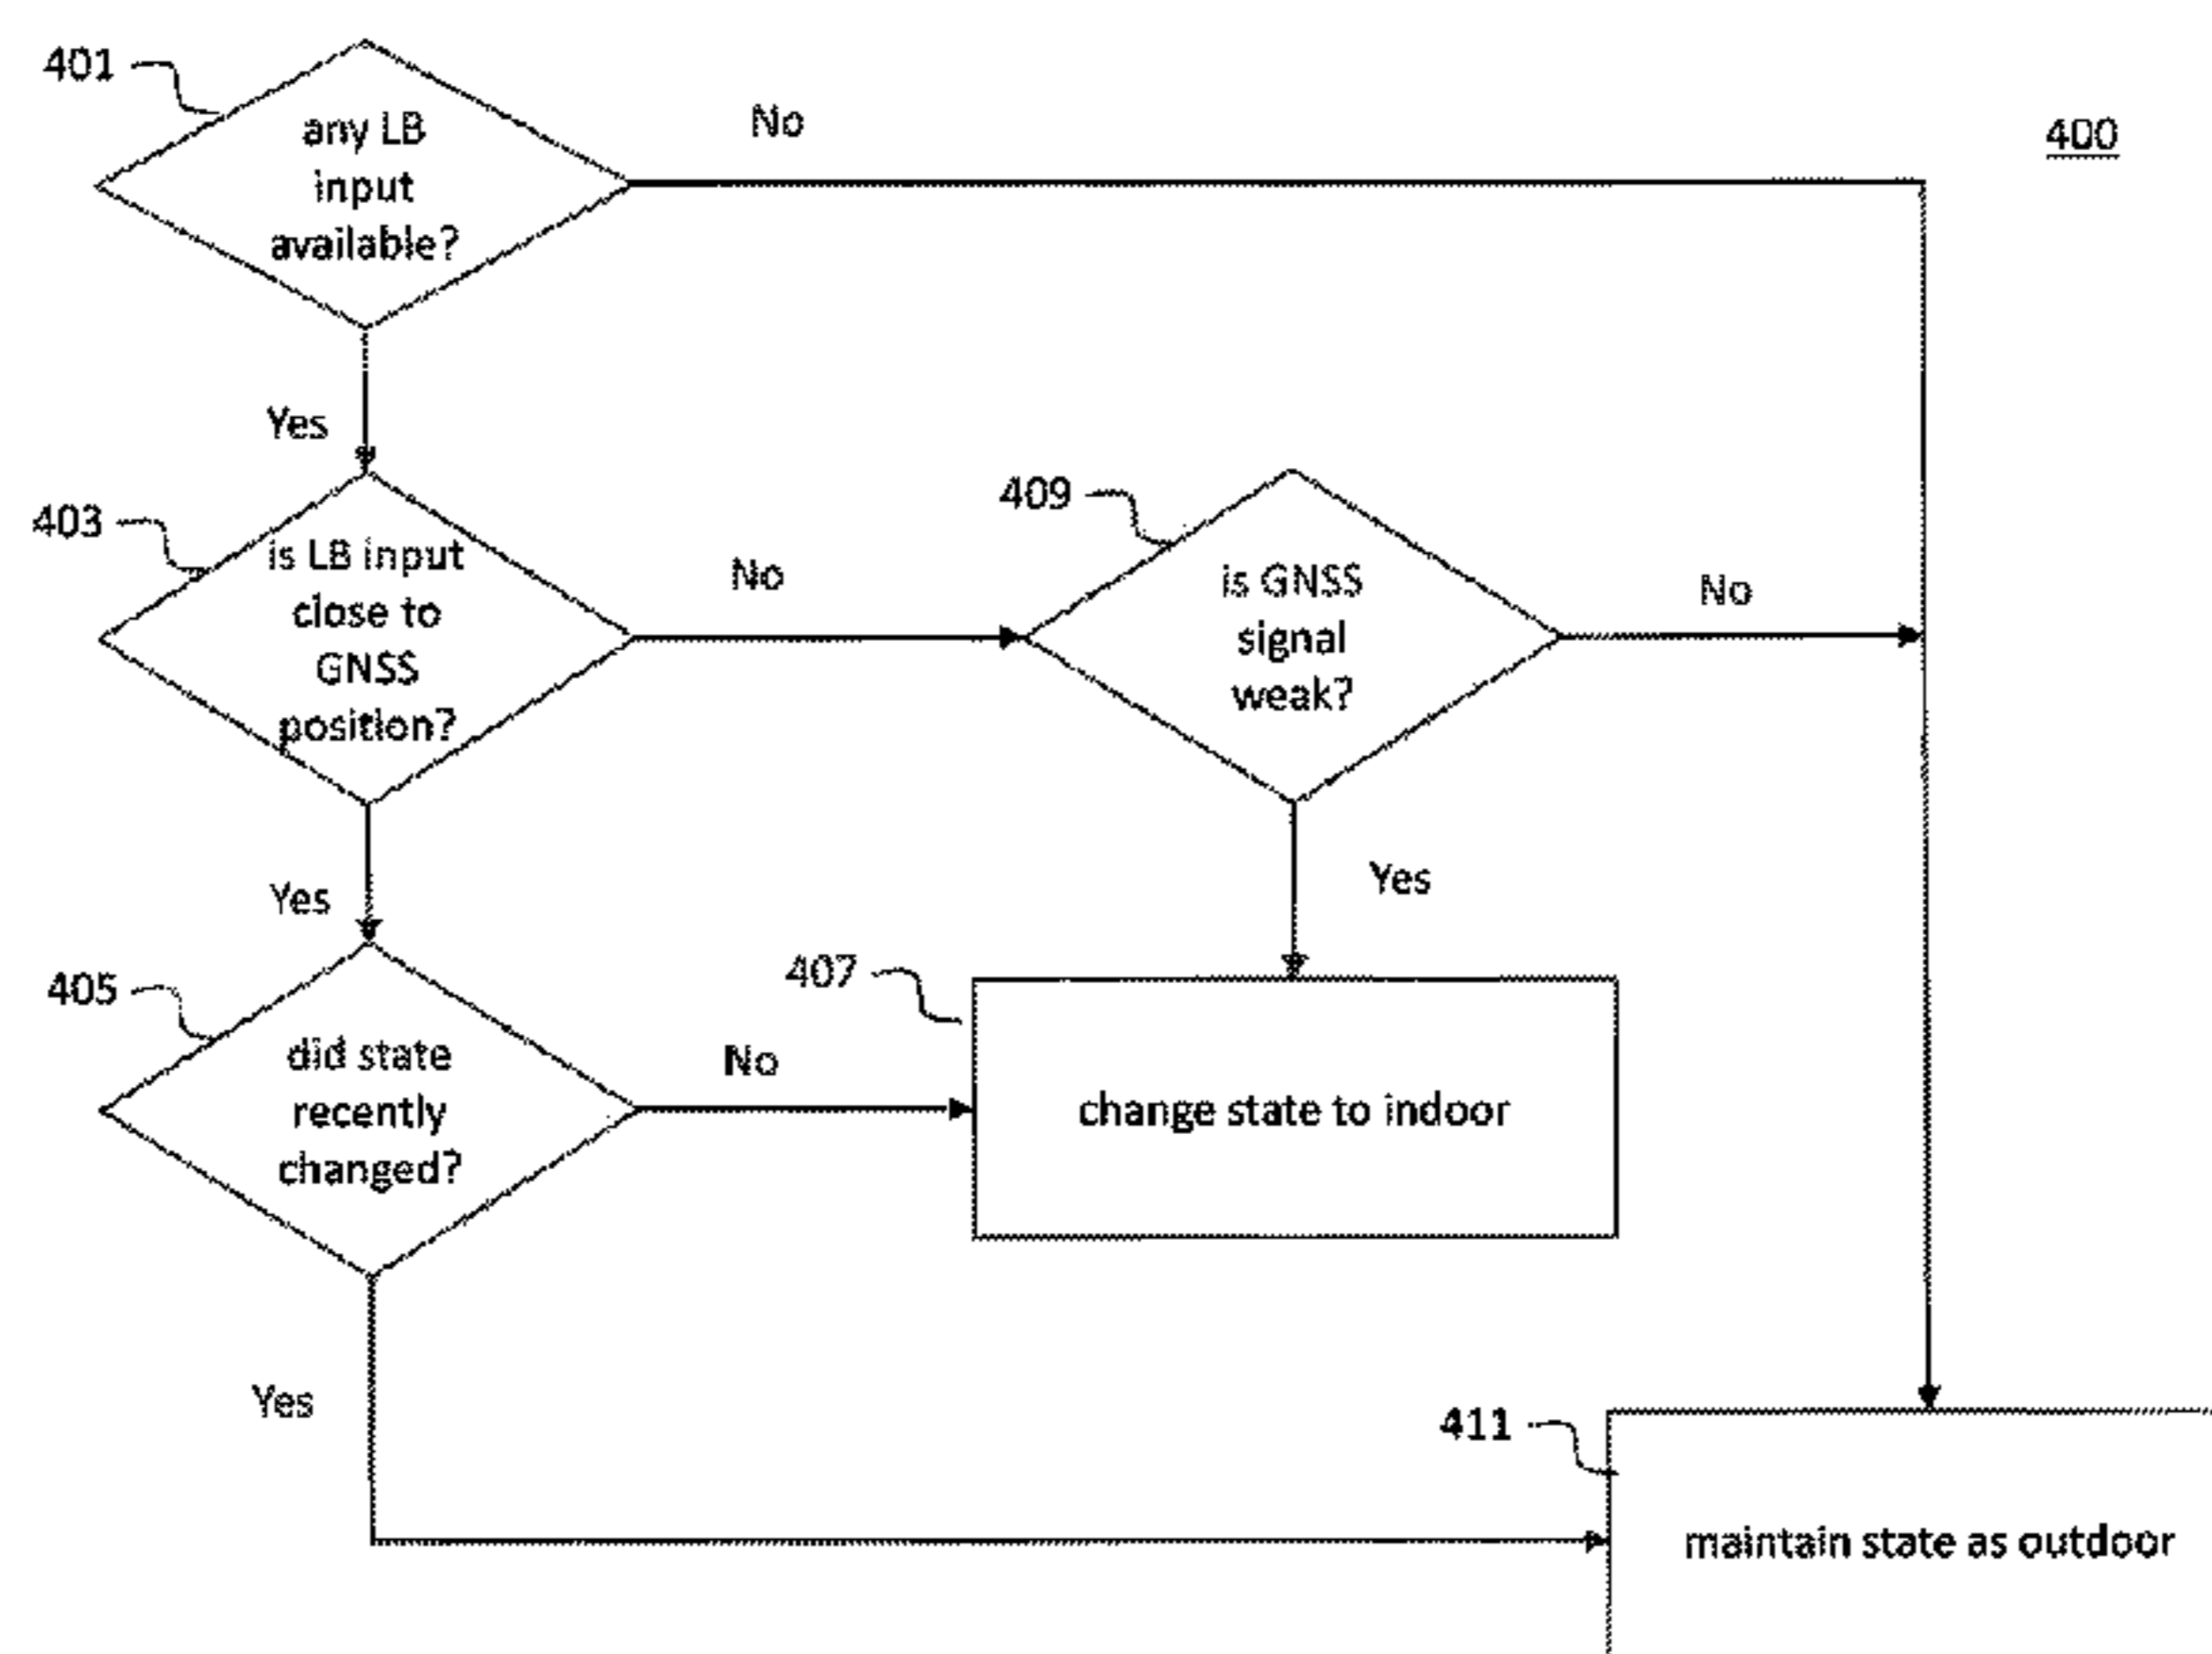 401
any LB
input
available?
No
400
Yes
403
is LB input
close to
GNSS
position?
No
409
is GNSS
signal
weak?
No
Yes
Yes
405
did state
recently
changed?
No
407
change state to indoor
Yes
411
maintain state as outdoor